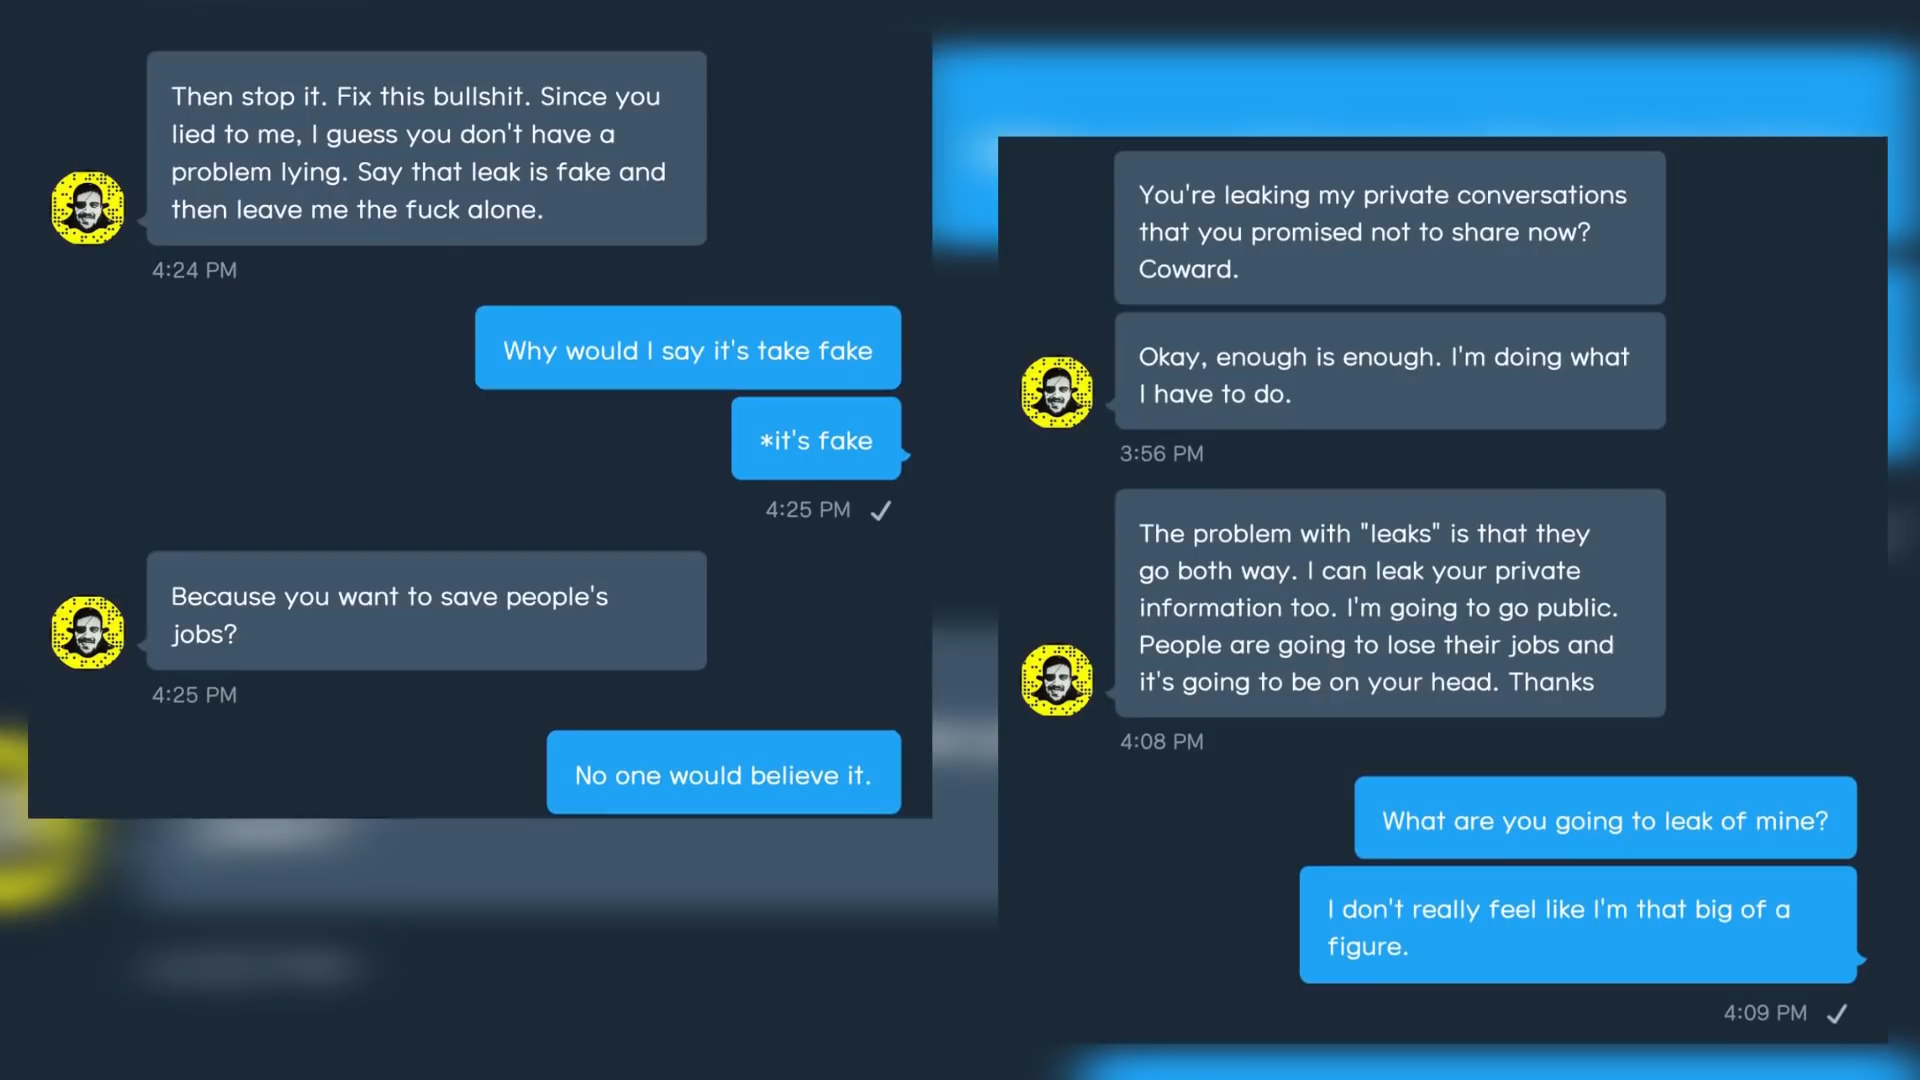 Then stop it. Fix this bullshit. Since you
lied to me, I guess you don't have a
problem lying. Say that leak is fake and
then leave me the fuck alone.
4:24 PM
Why would I say it's take fake
*it's fake
4:25 PM
Because you want to save people's
jobs?
4:25 PM
No one would believe it.
You're leaking my private conversations
that you promised not to share now?
Coward.
Okay, enough is enough. I'm doing what
I have to do.
3:56 PM
The problem with "leaks" is that they
go both way. I can leak your private
information too. I'm going to go public.
People are going to lose their jobs and
it's going to be on your head. Thanks
4:08 PM
What are you going to leak of mine?
I don't really feel like I'm that big of a
figure.
4:09 PM